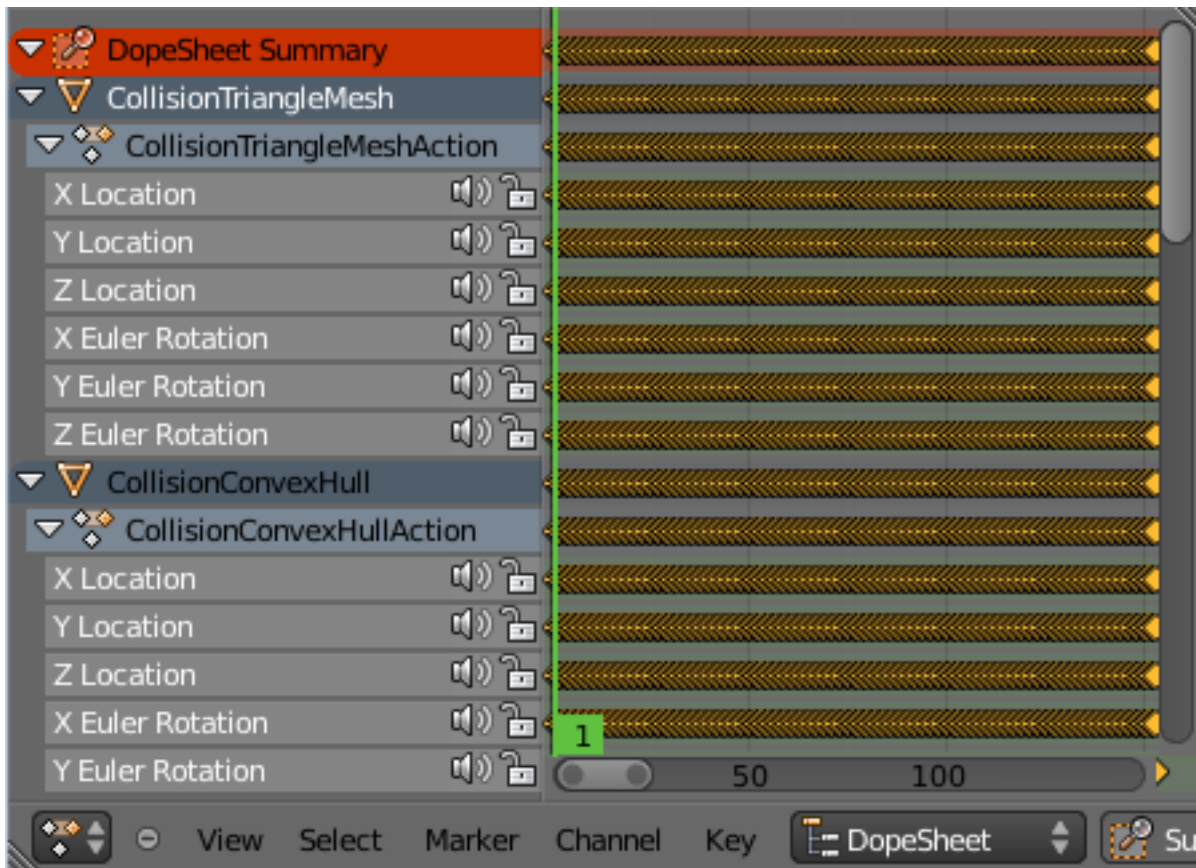 DopeSheet Summary
CollisionTriangleMesh
CollisionTriangleMeshAction
X Location
Y Location
Z Location
X Euler Rotation
Y Euler Rotation
Z Euler Rotation
CollisionConvexHull
CollisionConvexHullAction
X Location
Y Location
Z Location
X Euler Rotation
1
Y Euler Rotation
50 100
View Select Marker Channel Key DopeSheet Su